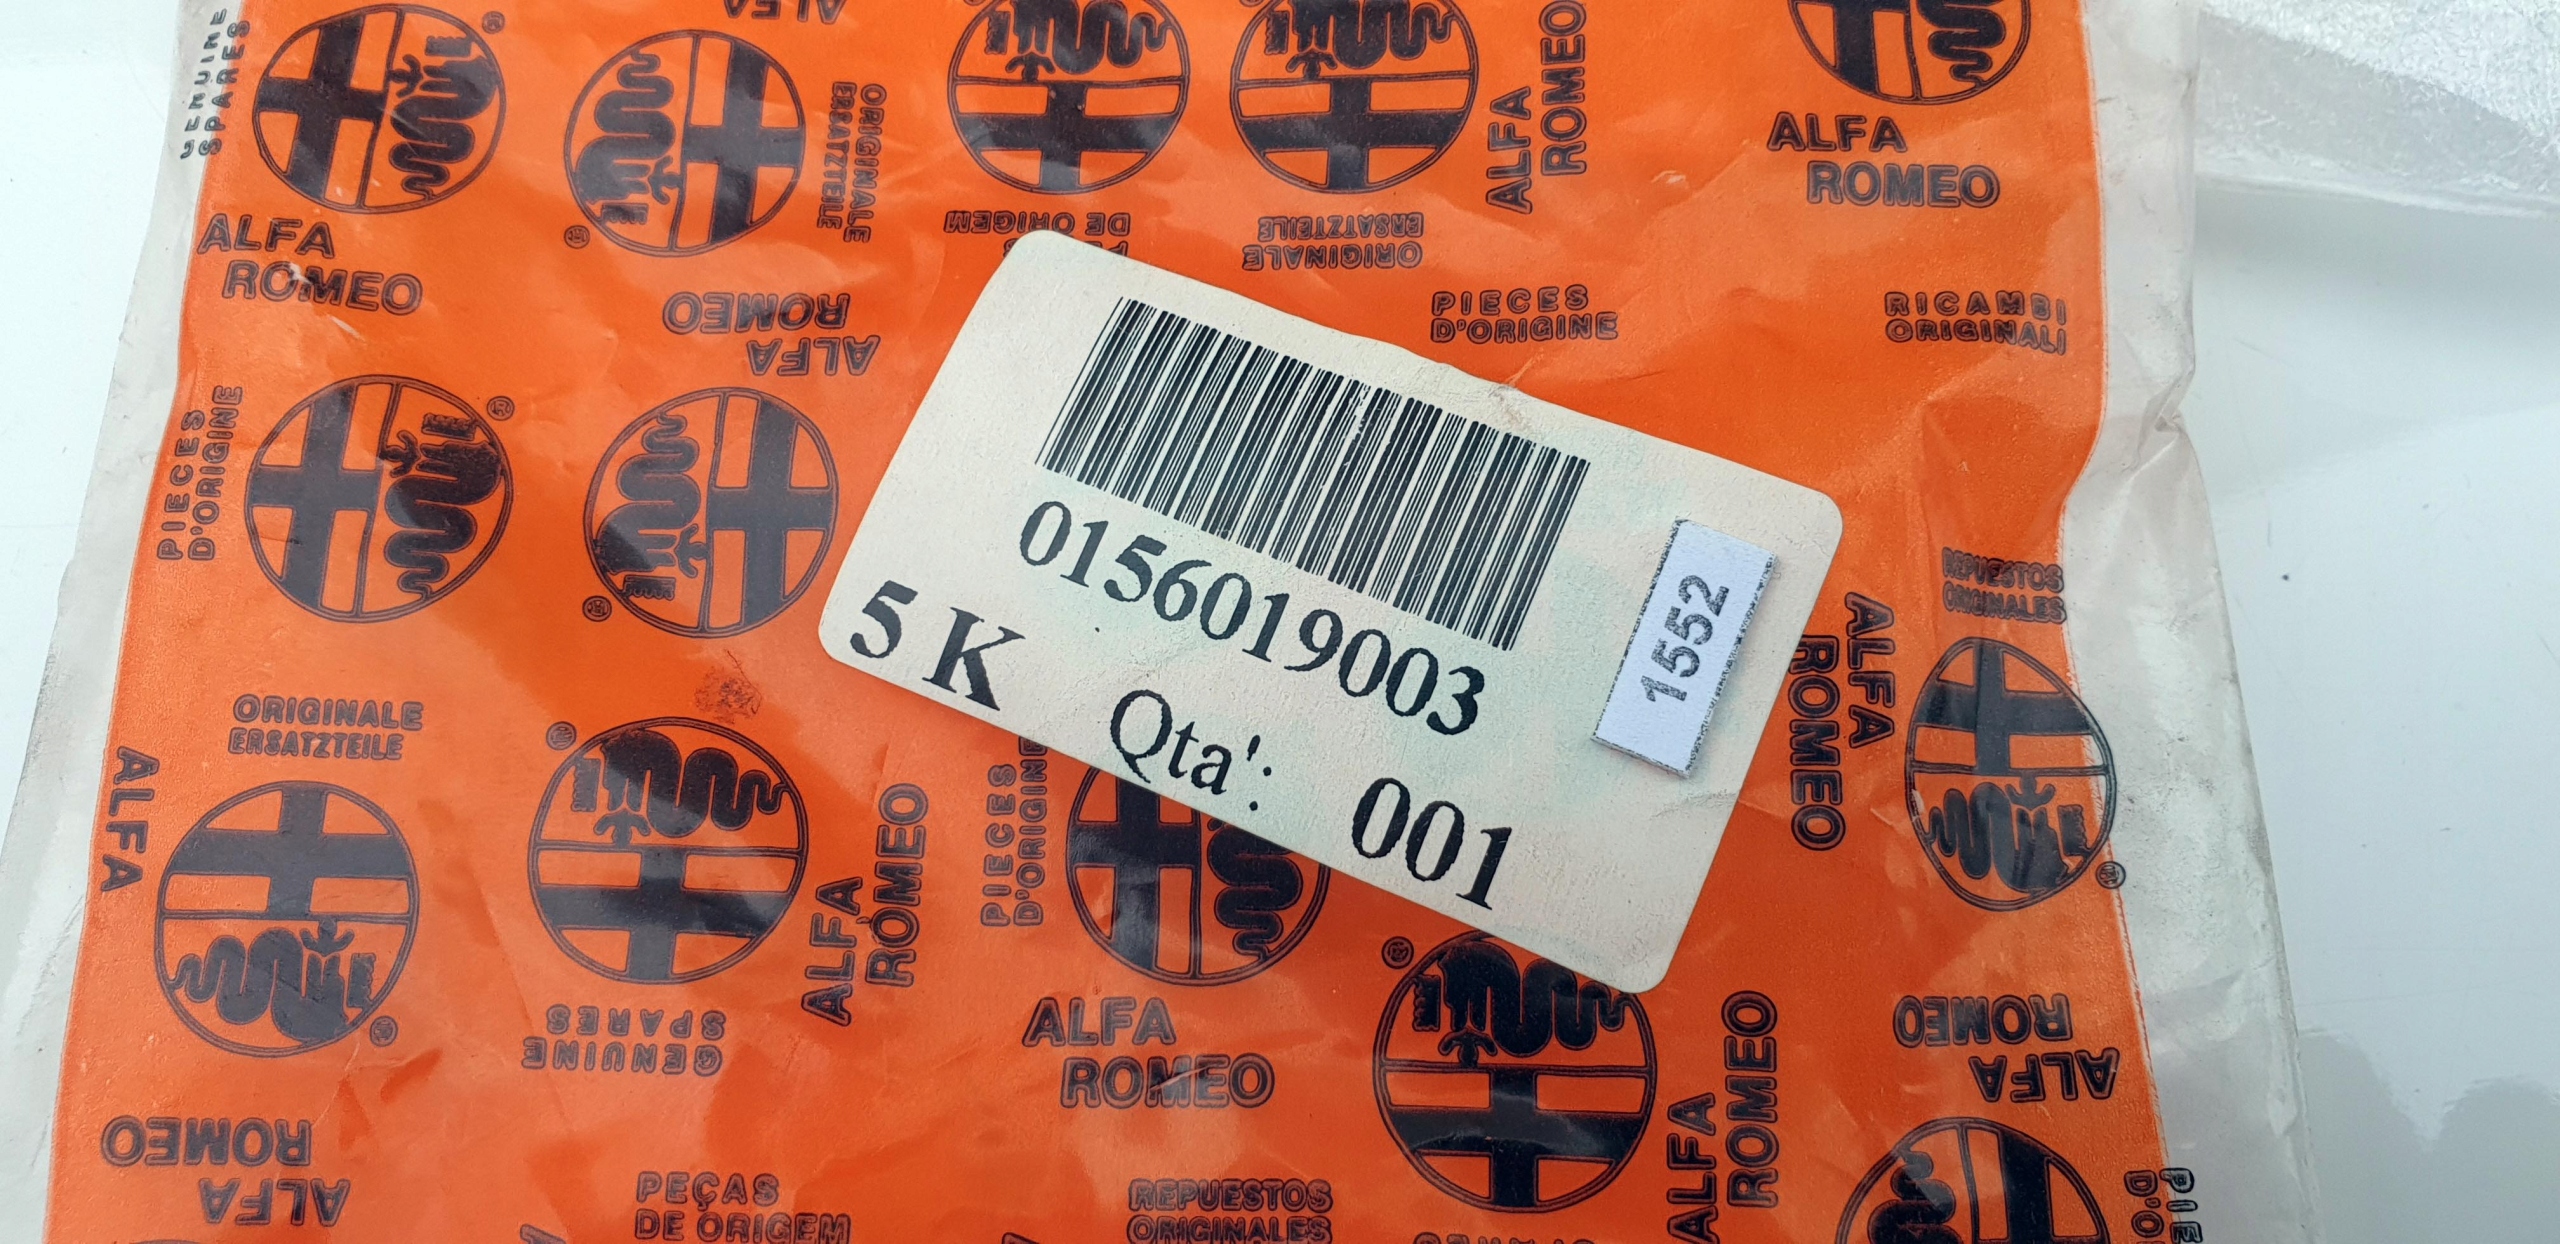 GENUINE
SPARES
ALFA
ROMEO
ALFA
ORIGINALE
ERSATZTEILE
ALFA
ROMEO
PEÇAS
DE ORIGEM
ORIGINALE
ERSATZTEILE
ALFA
ROMEO
ALFA
ROMEO
PIECES
D'ORIGINE
RICAMBI
ORIGINALI
PIECES
D'ORIGINE
0156019003
5 K
Qta': 001
1552
REPUESTOS
ORIGINALES
ALFA
ROMEO
ORIGINALE
ERSATZTEILE
ALFA
PIECES
D'ORIGINE
ALFA
ROMEO
GENUINE
SPARES
ALFA
ROMEO
ALFA
ROMEO
ALFA
ROMEO
ALFA
ROMEO
PEÇAS
DE ORIGEM
REPUESTOS
ORIGINALES